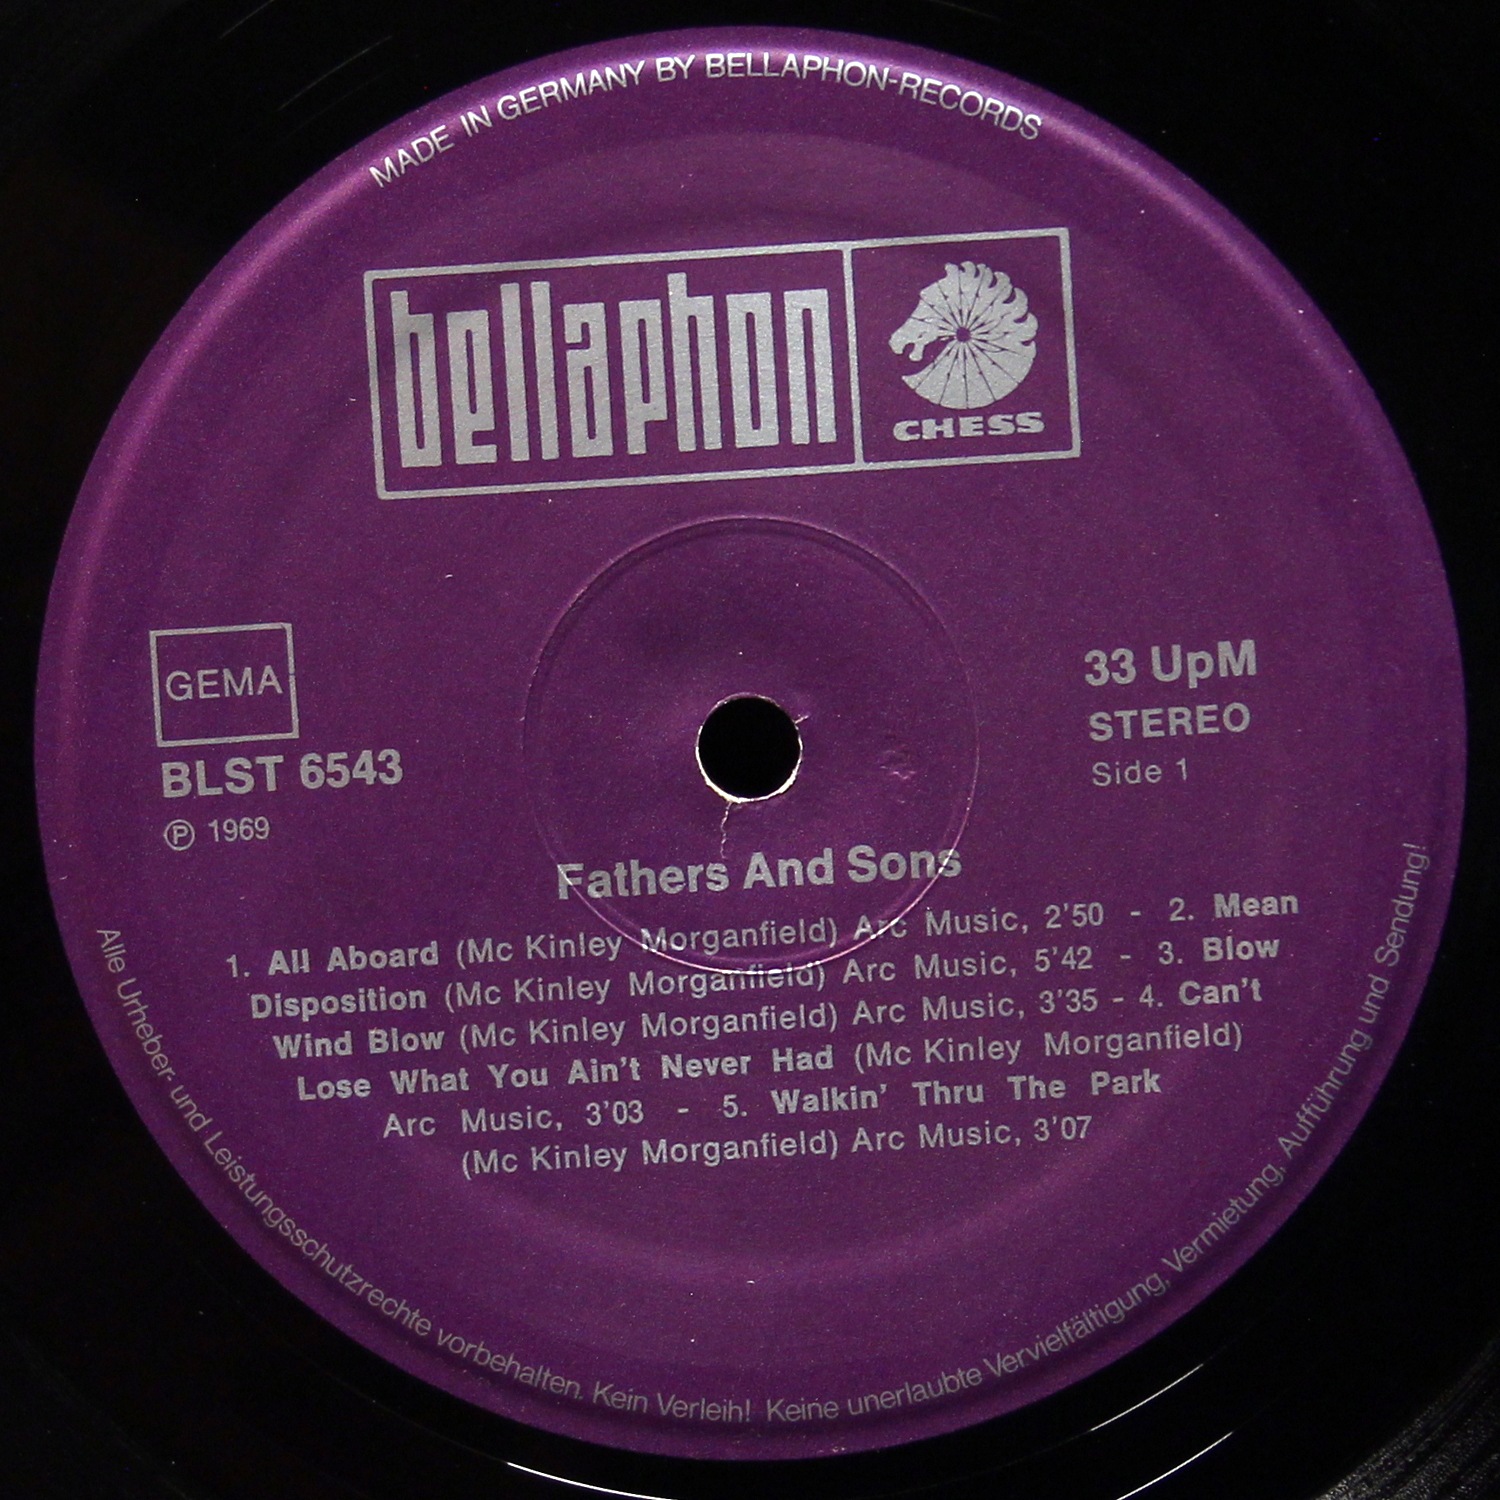 MADE IN GERMANY BY BELLAPHON-RECORDS
bellaphon
CHESS
GEMA
BLST 6543
℗ 1969
33 UpM
STEREO
Side 1
Fathers And Sons
1. All Aboard (Mc Kinley Morganfield) Arc Music, 2'50 - 2. Mean
Disposition (Mc Kinley Morganfield) Arc Music, 5'42 - 3. Blow
Wind Blow (Mc Kinley Morganfield) Arc Music, 3'35 - 4. Can't
Lose What You Ain't Never Had (Mc Kinley Morganfield)
Arc Music, 3'03 - 5. Walkin' Thru The Park
(Mc Kinley Morganfield) Arc Music, 3'07
Alle Urheber- und Leistungsschutzrechte vorbehalten. Kein Verleih! Keine unerlaubte Vervielfältigung, Vermietung, Aufführung und Sendung!